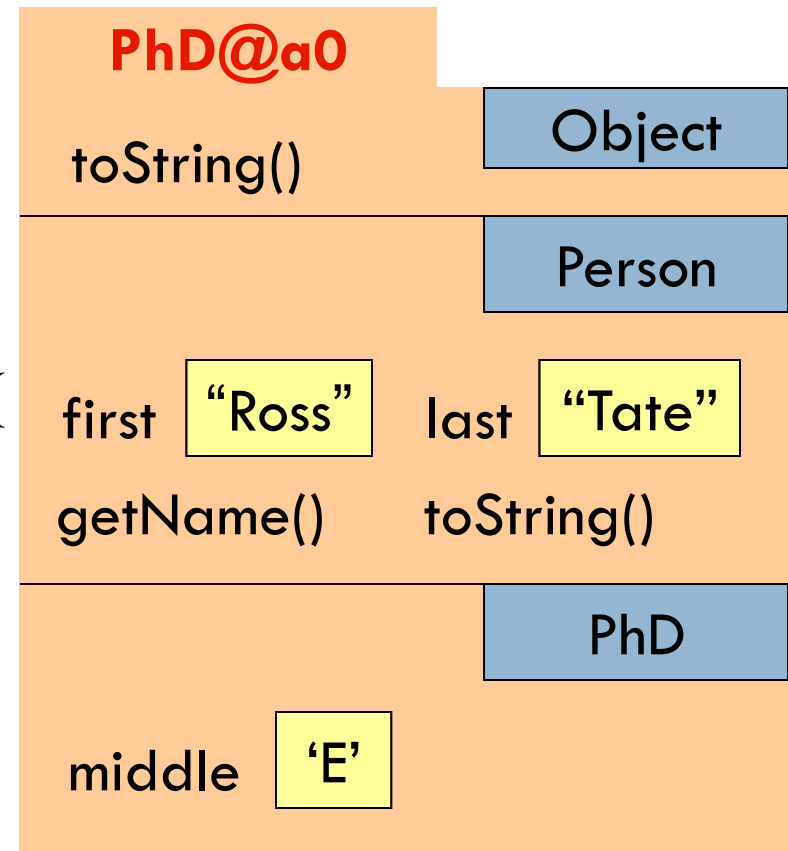 PhD@a0
Object
toString()
Person
{
first “Ross” last “Tate”
getName() toString()
PhD
middle ‘E’